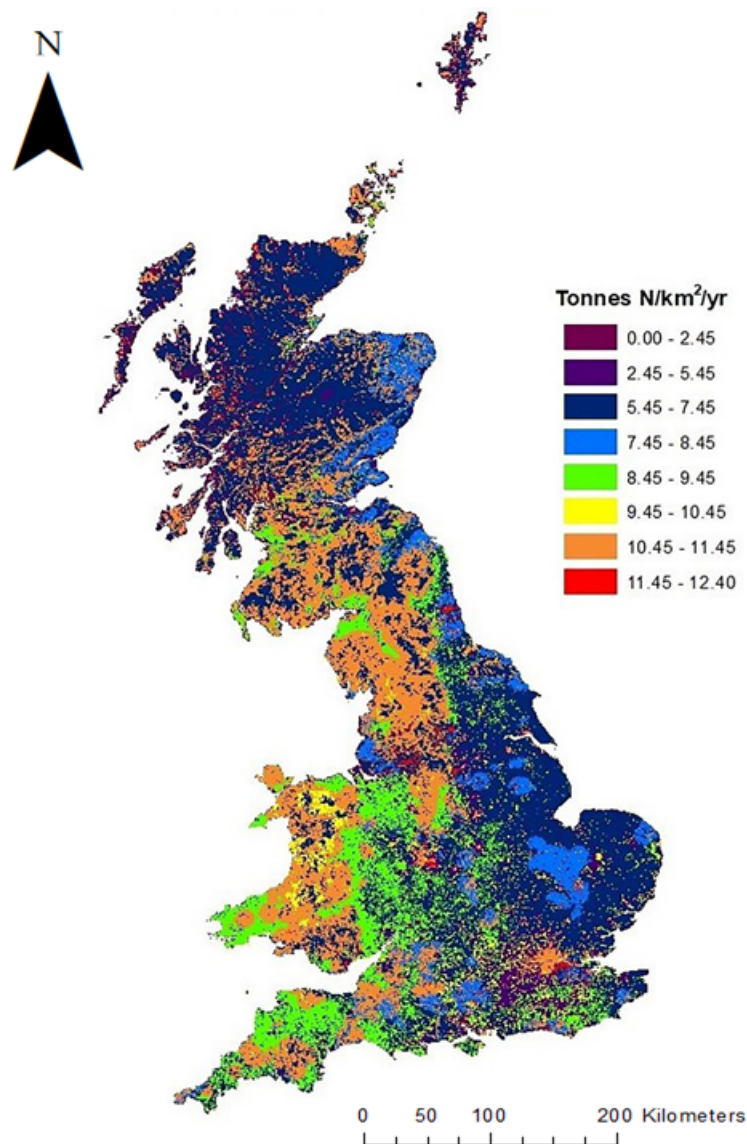 N
Tonnes N/km²/yr
0.00 - 2.45
2.45 - 5.45
5.45 - 7.45
7.45 - 8.45
8.45 - 9.45
9.45 - 10.45
10.45 - 11.45
11.45 - 12.40
0 50 100 200 Kilometers